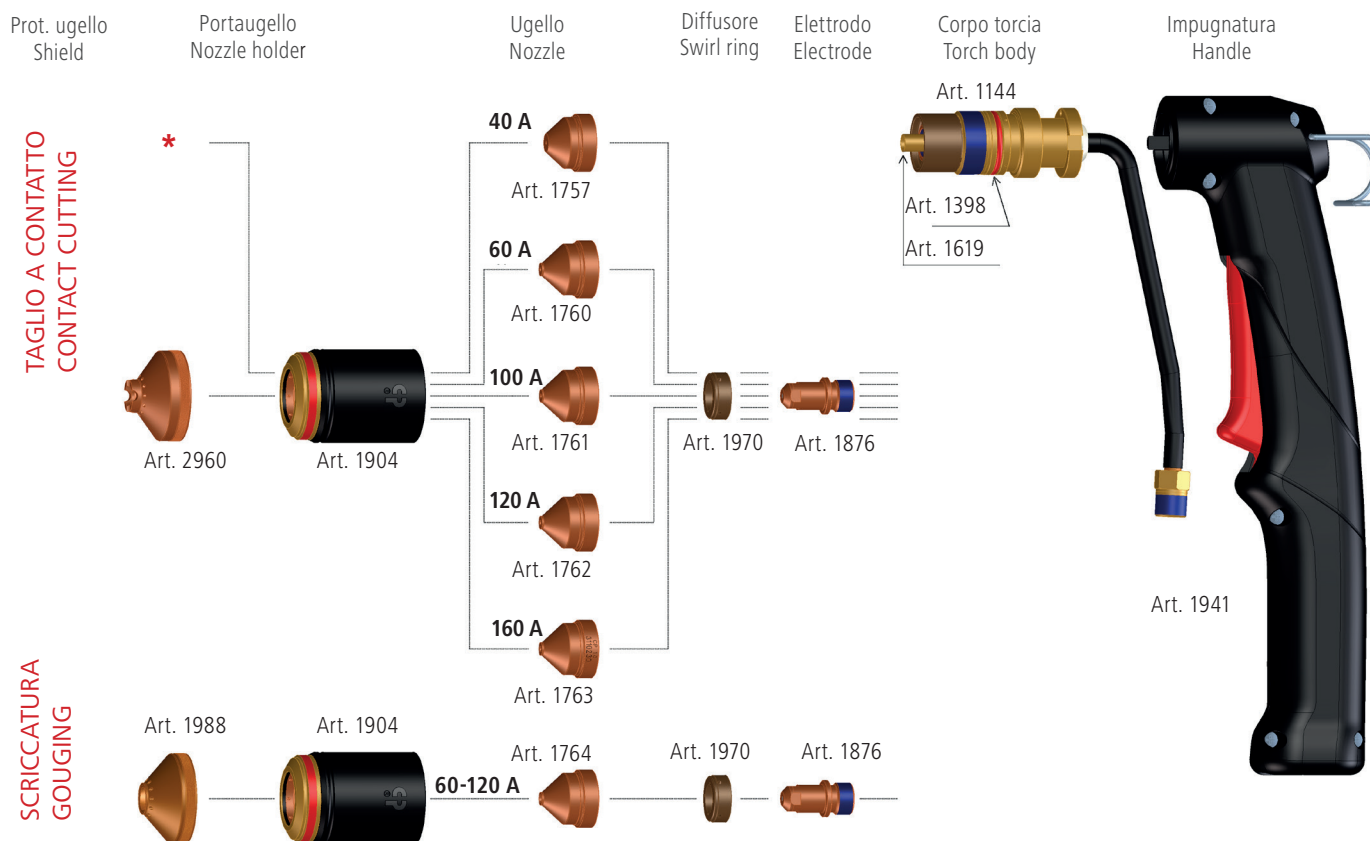 Prot. ugello
Shield
Portaugello
Nozzle holder
Ugello
Nozzle
Diffusore
Swirl ring
Elettrodo
Electrode
Corpo torcia
Torch body
Impugnatura
Handle
TAGLIO A CONTATTO
CONTACT CUTTING
*
40 A
Art. 1757
60 A
Art. 1760
100 A
Art. 1761
120 A
Art. 1762
160 A
Art. 1763
Art. 2960
Art. 1904
Art. 1970
Art. 1876
Art. 1144
Art. 1398
Art. 1619
Art. 1941
SCRICCATURA
GOUGING
Art. 1988
Art. 1904
60-120 A
Art. 1764
Art. 1970
Art. 1876